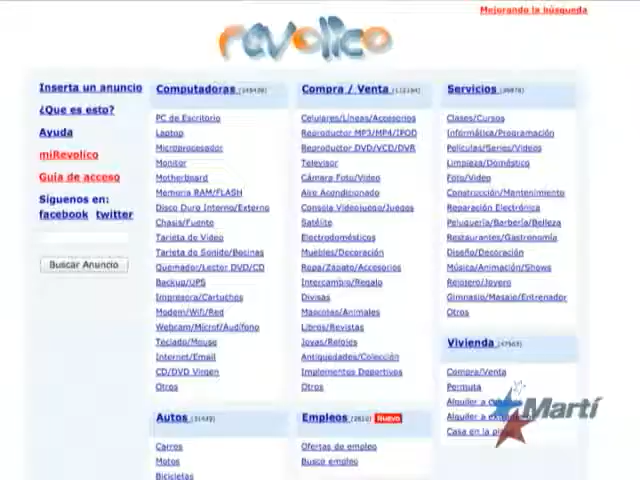 Mejorando la búsqueda
revolico
Inserta un anuncio
¿Que es esto?
Ayuda
miRevolico
Guía de acceso
Síguenos en:
facebook twitter
Buscar Anuncio
Computadoras
PC de Escritorio
Laptop
Microprocesador
Monitor
Motherboard
Memoria RAM/FLASH
Disco Duro Interno/Externo
Chasis/Fuente
Tarjeta de Video
Tarjeta de Sonido/Bocinas
Quemador/Lector DVD/CD
Backup/UPS
Impresora/Cartuchos
Modem/Wifi/Red
Webcam/Microf/Audífono
Teclado/Mouse
Internet/Email
CD/DVD Virgen
Otros
Autos
Carros
Motos
Bicicletas
Compra / Venta
Celulares/Líneas/Accesorios
Reproductor MP3/MP4/IPOD
Reproductor DVD/VCD/DVR
Televisor
Cámara Foto/Video
Aire Acondicionado
Consola Videojuego/Juegos
Satélite
Electrodomésticos
Muebles/Decoración
Ropa/Zapato/Accesorios
Intercambio/Regalo
Divisas
Mascotas/Animales
Libros/Revistas
Joyas/Relojes
Antiquedades/Colección
Implementos Deportivos
Otros
Empleos Nuevo
Ofertas de empleo
Busco empleo
Servicios
Clases/Cursos
Informática/Programación
Películas/Series/Videos
Limpieza/Doméstico
Foto/Video
Construcción/Mantenimiento
Reparación Electrónica
Peluquería/Barbería/Belleza
Restaurantes/Gastronomía
Diseño/Decoración
Música/Animación/Shows
Relojero/Joyero
Gimnasio/Masaje/Entrenador
Otros
Vivienda
Compra/Venta
Permuta
Alquiler a
Alquiler a
Casa en la
Martí